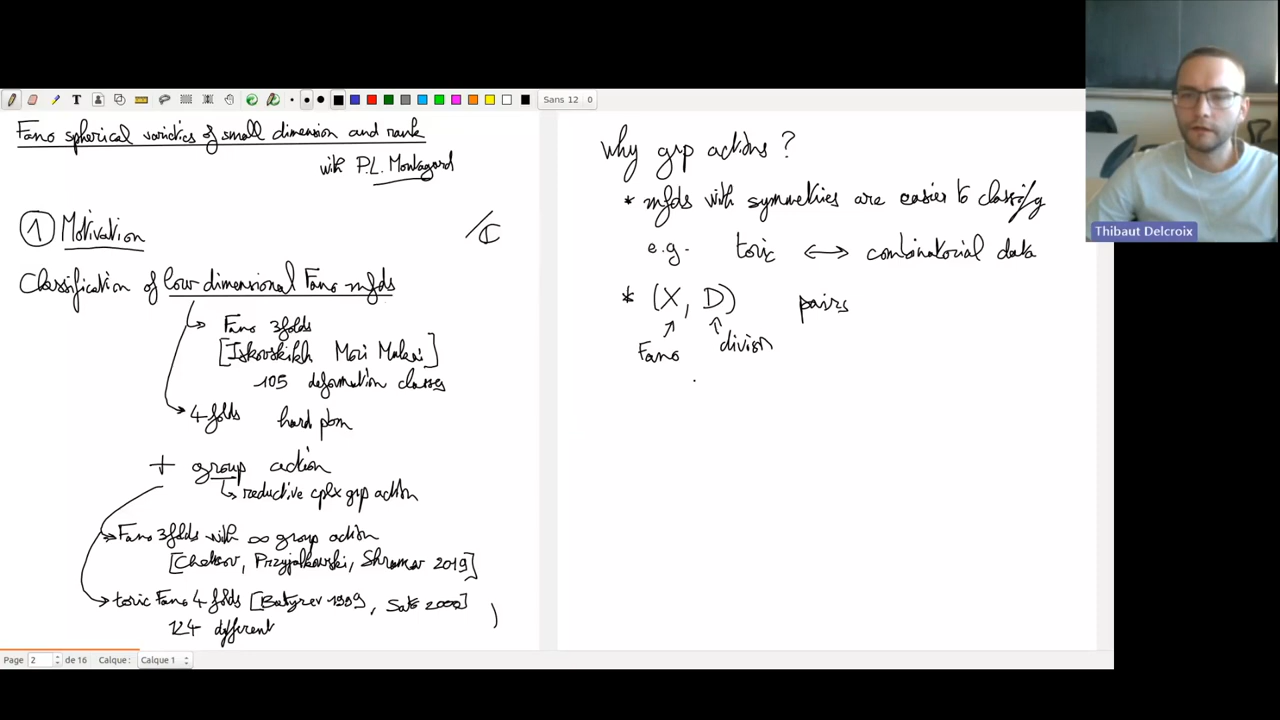 Sans 12 0
Fano spherical varieties of small dimension and rank
with P.L. Montagard
① Motivation
/ℂ
Classification of low dimensional Fano mfds
↳ Fano 3folds
[Iskovskikh Mori Mukai]
105 deformation classes
4 folds hard pbm
+ group action
↳ reductive cplx grp action
Fano 3folds with ∞ group action
[Cheltsov, Przyjalkowski, Shramov 2019]
toric Fano 4 folds [Batyrev 1999, Sato 2000]
124 different
Why grp actions ?
* mfds with symmetries are easier to classify
e.g. toric ↔ combinatorial data
* (X, D) pairs
Fano divisor
Thibaut Delcroix
Page 2 de 16 Calque : Calque 1